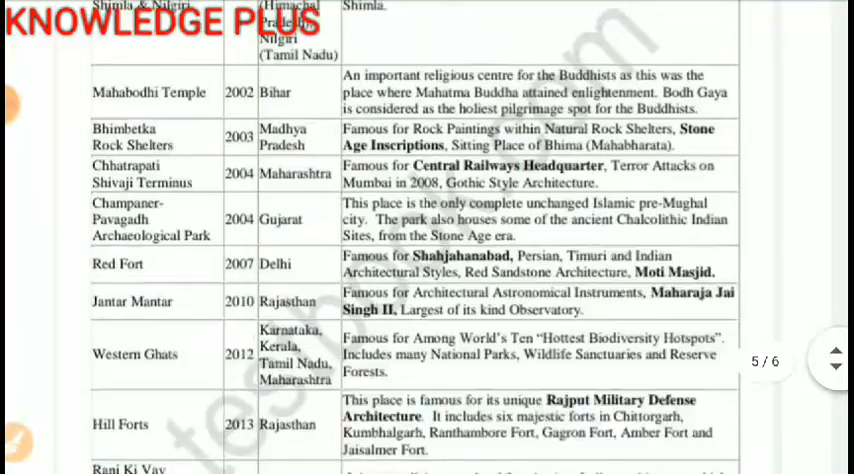 Shimla & Nilgiri
(Himachal
Pradesh),
Nilgiri
(Tamil Nadu)
Shimla.
KNOWLEDGE PLUS
Mahabodhi Temple 2002 Bihar
An important religious centre for the Buddhists as this was the
place where Mahatma Buddha attained enlightenment. Bodh Gaya
is considered as the holiest pilgrimage spot for the Buddhists.
Bhimbetka
Rock Shelters
2003
Madhya
Pradesh
Famous for Rock Paintings within Natural Rock Shelters, Stone
Age Inscriptions, Sitting Place of Bhima (Mahabharata).
Chhatrapati
Shivaji Terminus
2004 Maharashtra
Famous for Central Railways Headquarter, Terror Attacks on
Mumbai in 2008, Gothic Style Architecture.
Champaner-
Pavagadh
Archaeological Park
2004 Gujarat
This place is the only complete unchanged Islamic pre-Mughal
city. The park also houses some of the ancient Chalcolithic Indian
Sites, from the Stone Age era.
Red Fort 2007 Delhi
Famous for Shahjahanabad, Persian, Timuri and Indian
Architectural Styles, Red Sandstone Architecture, Moti Masjid.
Jantar Mantar 2010 Rajasthan
Famous for Architectural Astronomical Instruments, Maharaja Jai
Singh II, Largest of its kind Observatory.
Western Ghats 2012
Karnataka,
Kerala,
Tamil Nadu,
Maharashtra
Famous for Among World's Ten “Hottest Biodiversity Hotspots”.
Includes many National Parks, Wildlife Sanctuaries and Reserve
Forests.
5 / 6
Hill Forts 2013 Rajasthan
This place is famous for its unique Rajput Military Defense
Architecture. It includes six majestic forts in Chittorgarh,
Kumbhalgarh, Ranthambore Fort, Gagron Fort, Amber Fort and
Jaisalmer Fort.
Rani Ki Vav
testbook.com